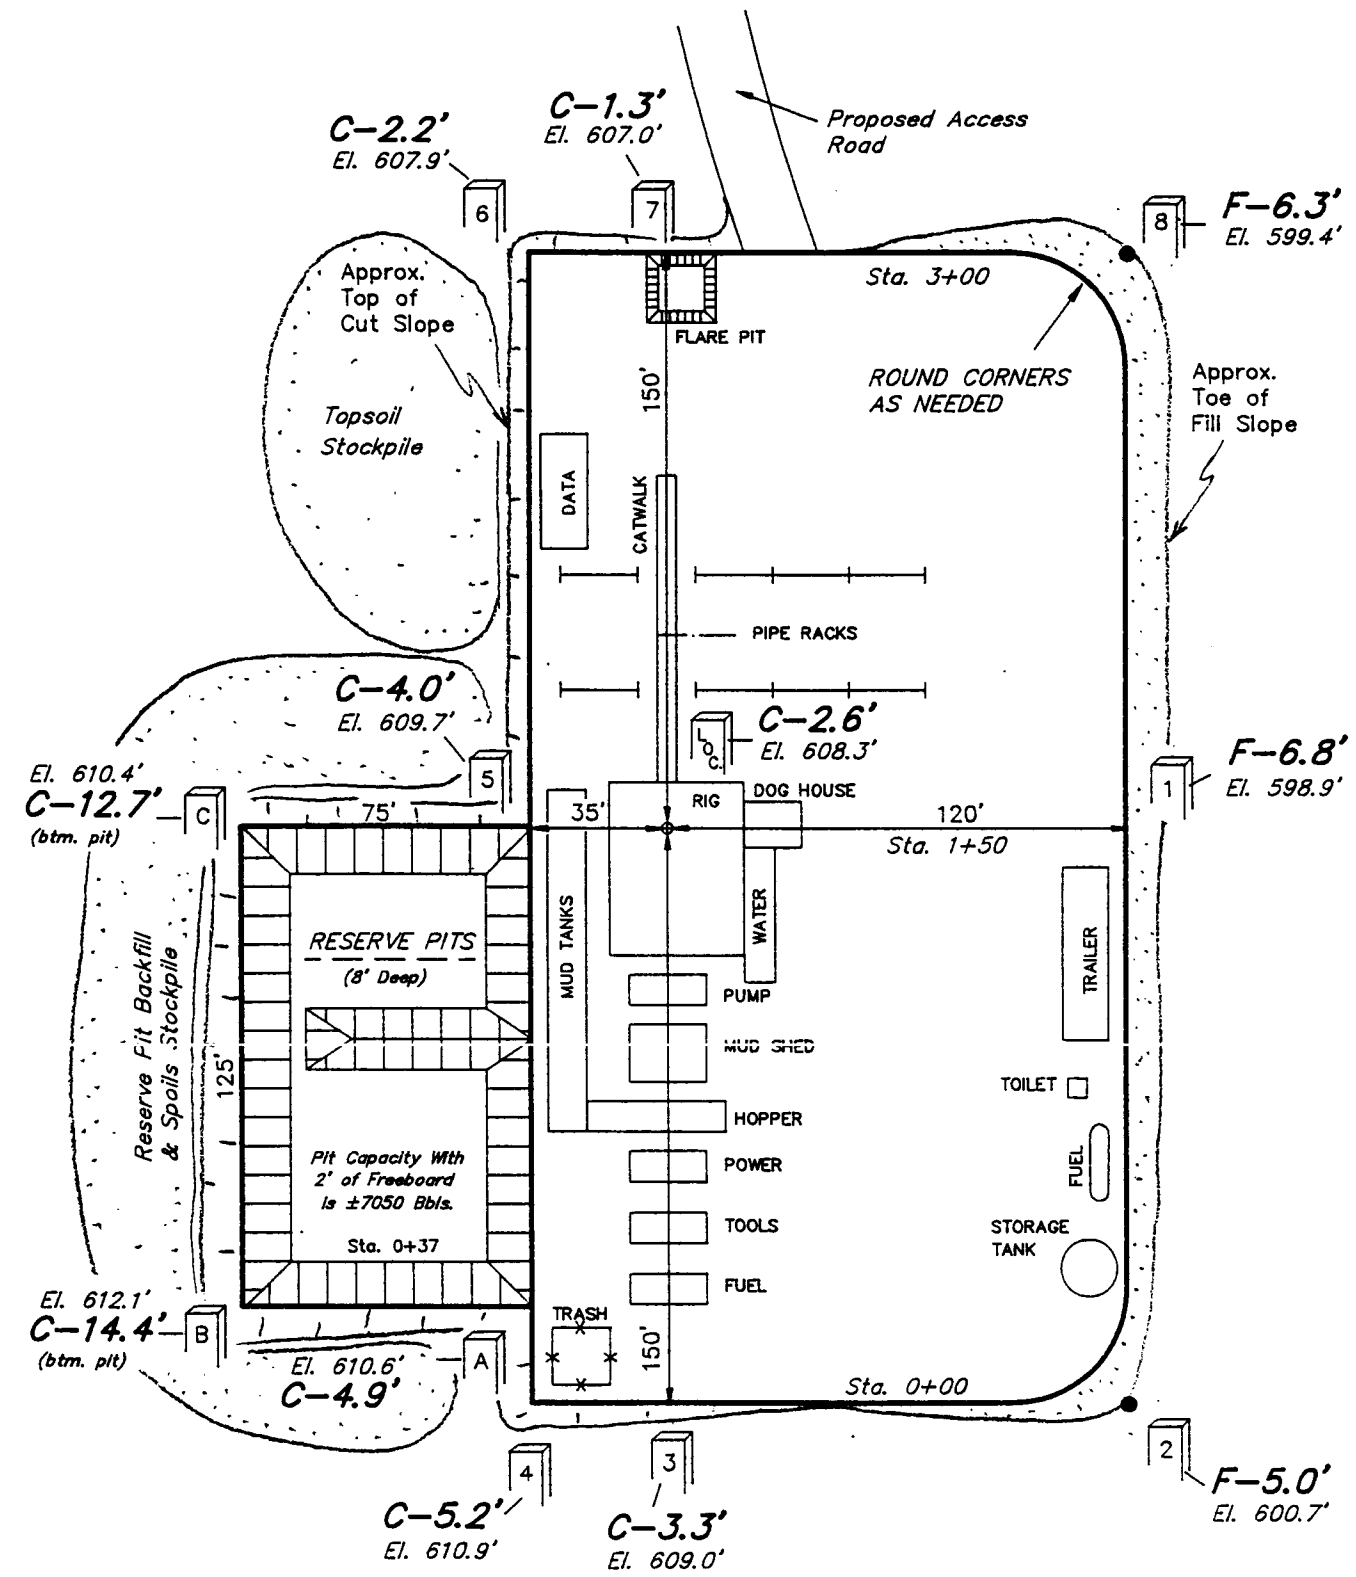 C-1.3'
El. 607.0'
C-2.2'
El. 607.9'
Proposed Access
Road
6
7
8
F-6.3'
El. 599.4'
Approx.
Top of
Cut Slope
Sta. 3+00
FLARE PIT
150'
ROUND CORNERS
AS NEEDED
Approx.
Toe of
Fill Slope
Topsoil
Stockpile
DATA
CATWALK
PIPE RACKS
C-4.0'
El. 609.7'
LOC.
C-2.6'
El. 608.3'
F-6.8'
El. 598.9'
1
5
El. 610.4'
C-12.7'
(btm. pit)
C
75'
35'
RIG
DOG HOUSE
120'
Sta. 1+50
MUD TANKS
WATER
TRAILER
RESERVE PITS
(8' Deep)
Reserve Pit Backfill
& Spoils Stockpile
125'
PUMP
MUD SHED
TOILET
HOPPER
Pit Capacity With
2' of Freeboard
is ±7050 Bbls.
POWER
FUEL
Sta. 0+37
TOOLS
STORAGE
TANK
FUEL
El. 612.1'
C-14.4'
(btm. pit)
B
TRASH
A
El. 610.6'
C-4.9'
150'
Sta. 0+00
4
3
2
C-5.2'
El. 610.9'
C-3.3'
El. 609.0'
F-5.0'
El. 600.7'